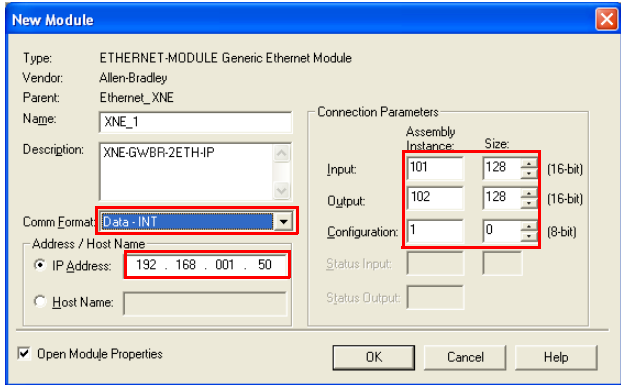 New Module
Type: ETHERNET-MODULE Generic Ethernet Module
Vendor: Allen-Bradley
Parent: Ethernet_XNE
Name: XNE_1
Description: XNE-GWBR-2ETH-IP
Comm Format: Data - INT
Address / Host Name
IP Address: 192 . 168 . 001 . 50
Host Name:
Connection Parameters
Assembly
Instance: Size:
Input: 101 128 (16-bit)
Output: 102 128 (16-bit)
Configuration: 1 0 (8-bit)
Status Input:
Status Output:
Open Module Properties
OK Cancel Help